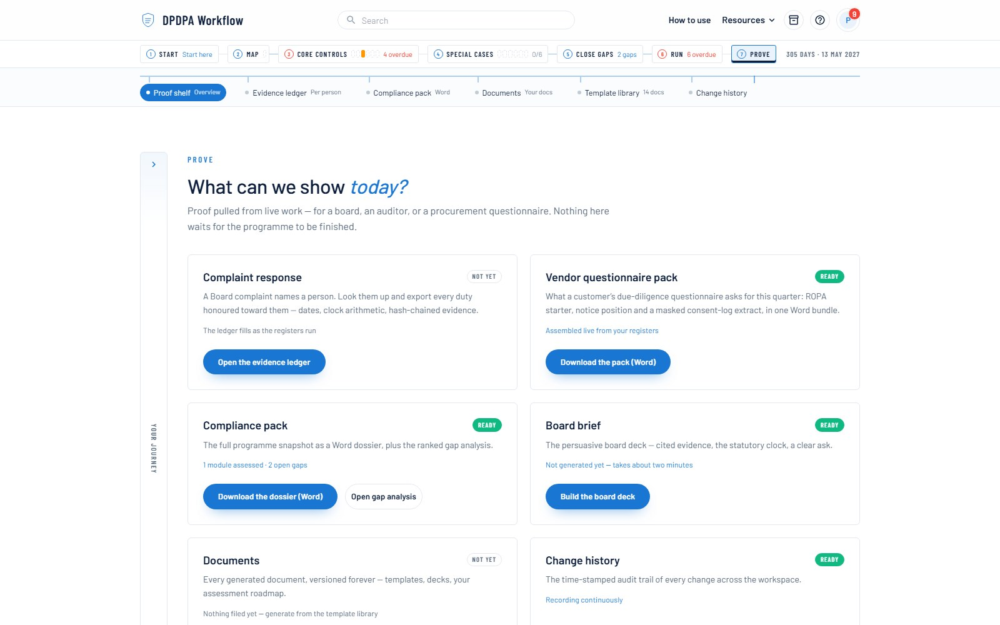 DPDPA Workflow
Search
How to use
Resources
9
P
1 START Start here
2 MAP
3 CORE CONTROLS 4 overdue
4 SPECIAL CASES 0/6
5 CLOSE GAPS 2 gaps
6 RUN 6 overdue
7 PROVE
305 DAYS · 13 MAY 2027
Proof shelf Overview
Evidence ledger Per person
Compliance pack Word
Documents Your docs
Template library 14 docs
Change history
YOUR JOURNEY
PROVE
What can we show today?
Proof pulled from live work — for a board, an auditor, or a procurement questionnaire. Nothing here
waits for the programme to be finished.
Complaint response
NOT YET
A Board complaint names a person. Look them up and export every duty
honoured toward them — dates, clock arithmetic, hash-chained evidence.
The ledger fills as the registers run
Open the evidence ledger
Vendor questionnaire pack
READY
What a customer's due-diligence questionnaire asks for this quarter: ROPA
starter, notice position and a masked consent-log extract, in one Word bundle.
Assembled live from your registers
Download the pack (Word)
Compliance pack
READY
The full programme snapshot as a Word dossier, plus the ranked gap analysis.
1 module assessed · 2 open gaps
Download the dossier (Word)
Open gap analysis
Board brief
READY
The persuasive board deck — cited evidence, the statutory clock, a clear ask.
Not generated yet — takes about two minutes
Build the board deck
Documents
NOT YET
Every generated document, versioned forever — templates, decks, your
assessment roadmap.
Nothing filed yet — generate from the template library
Change history
READY
The time-stamped audit trail of every change across the workspace.
Recording continuously